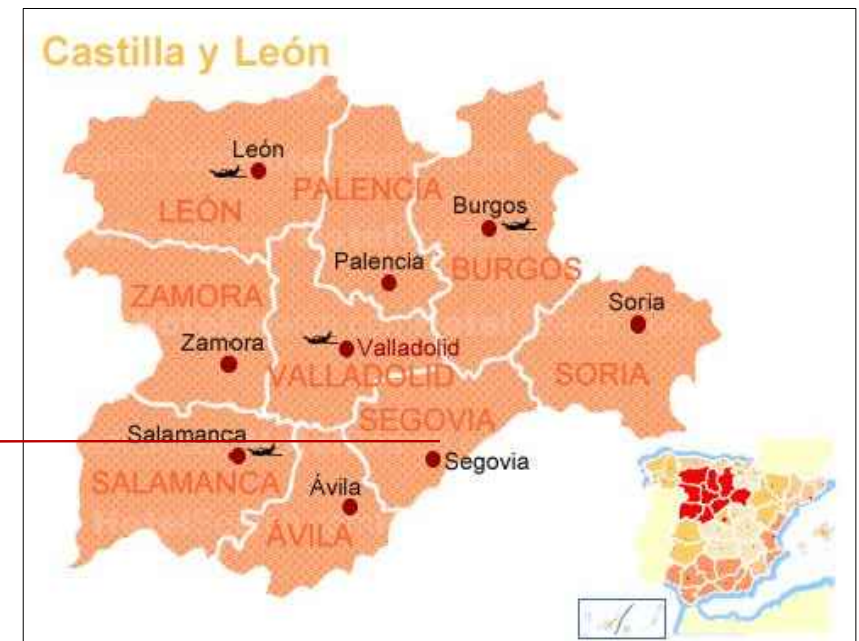 Castilla y León
León
PALENCIA
LEÓN
Burgos
Palencia
BURGOS
ZAMORA
Soria
Zamora
Valladolid
VALLADOLID
SORIA
SEGOVIA
Salamanca
Segovia
SALAMANCA
Ávila
ÁVILA